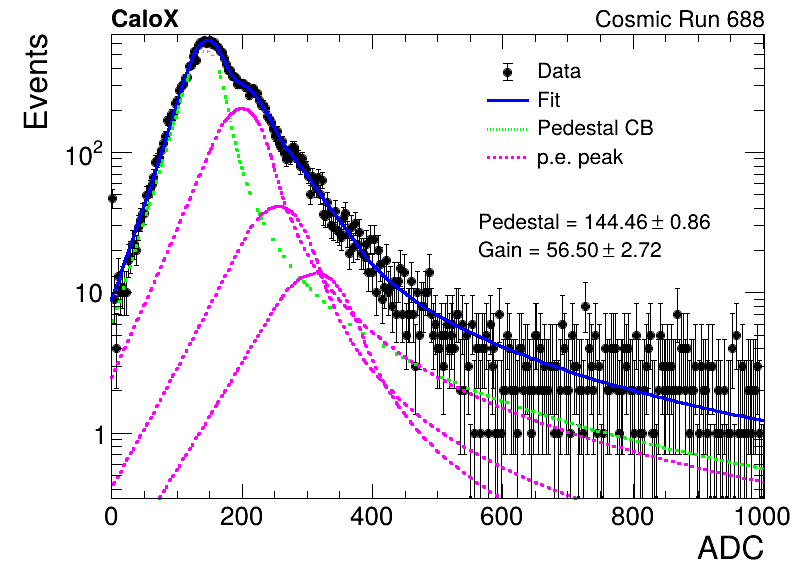 CaloX Cosmic Run 688
Events
Data
Fit
Pedestal CB
p.e. peak
Pedestal = 144.46 ± 0.86
Gain = 56.50 ± 2.72
10²
10
1
0 200 400 600 800 1000
ADC